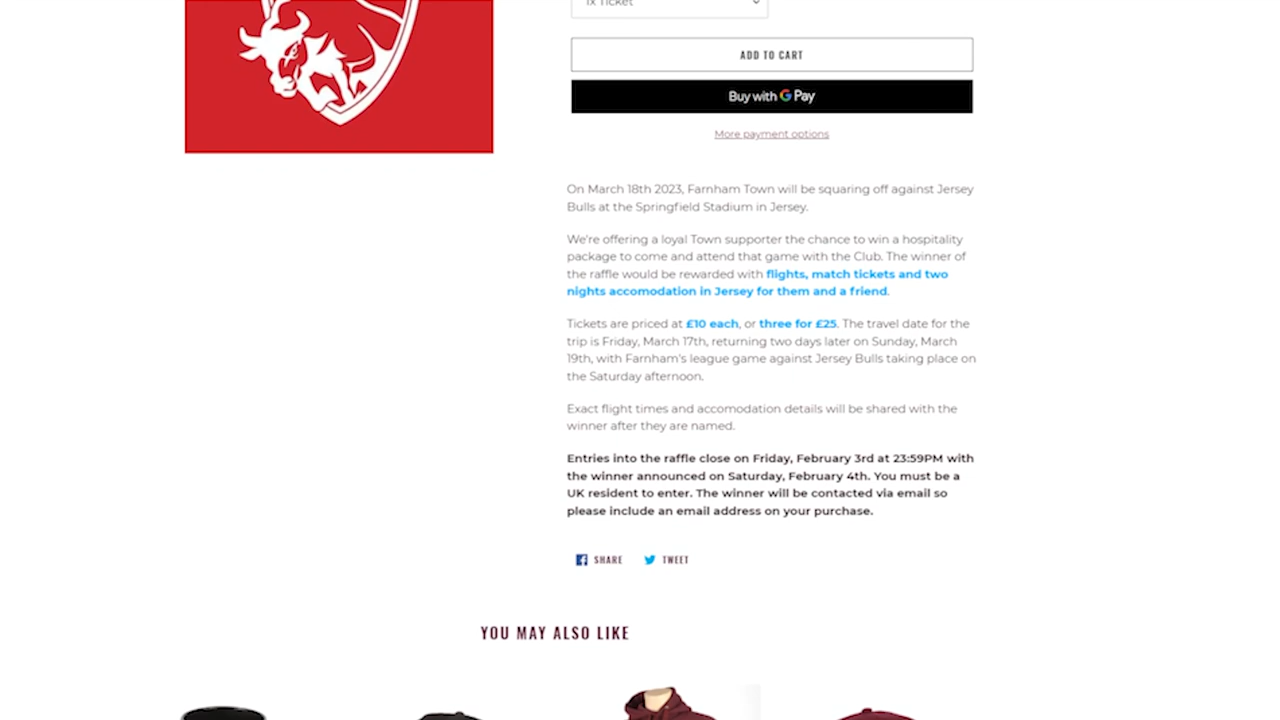 1x Ticket
ADD TO CART
Buy with G Pay
More payment options
On March 18th 2023, Farnham Town will be squaring off against Jersey
Bulls at the Springfield Stadium in Jersey.
We're offering a loyal Town supporter the chance to win a hospitality
package to come and attend that game with the Club. The winner of
the raffle would be rewarded with flights, match tickets and two
nights accomodation in Jersey for them and a friend.
Tickets are priced at £10 each, or three for £25. The travel date for the
trip is Friday, March 17th, returning two days later on Sunday, March
19th, with Farnham's league game against Jersey Bulls taking place on
the Saturday afternoon.
Exact flight times and accomodation details will be shared with the
winner after they are named.
Entries into the raffle close on Friday, February 3rd at 23:59PM with
the winner announced on Saturday, February 4th. You must be a
UK resident to enter. The winner will be contacted via email so
please include an email address on your purchase.
SHARE TWEET
YOU MAY ALSO LIKE